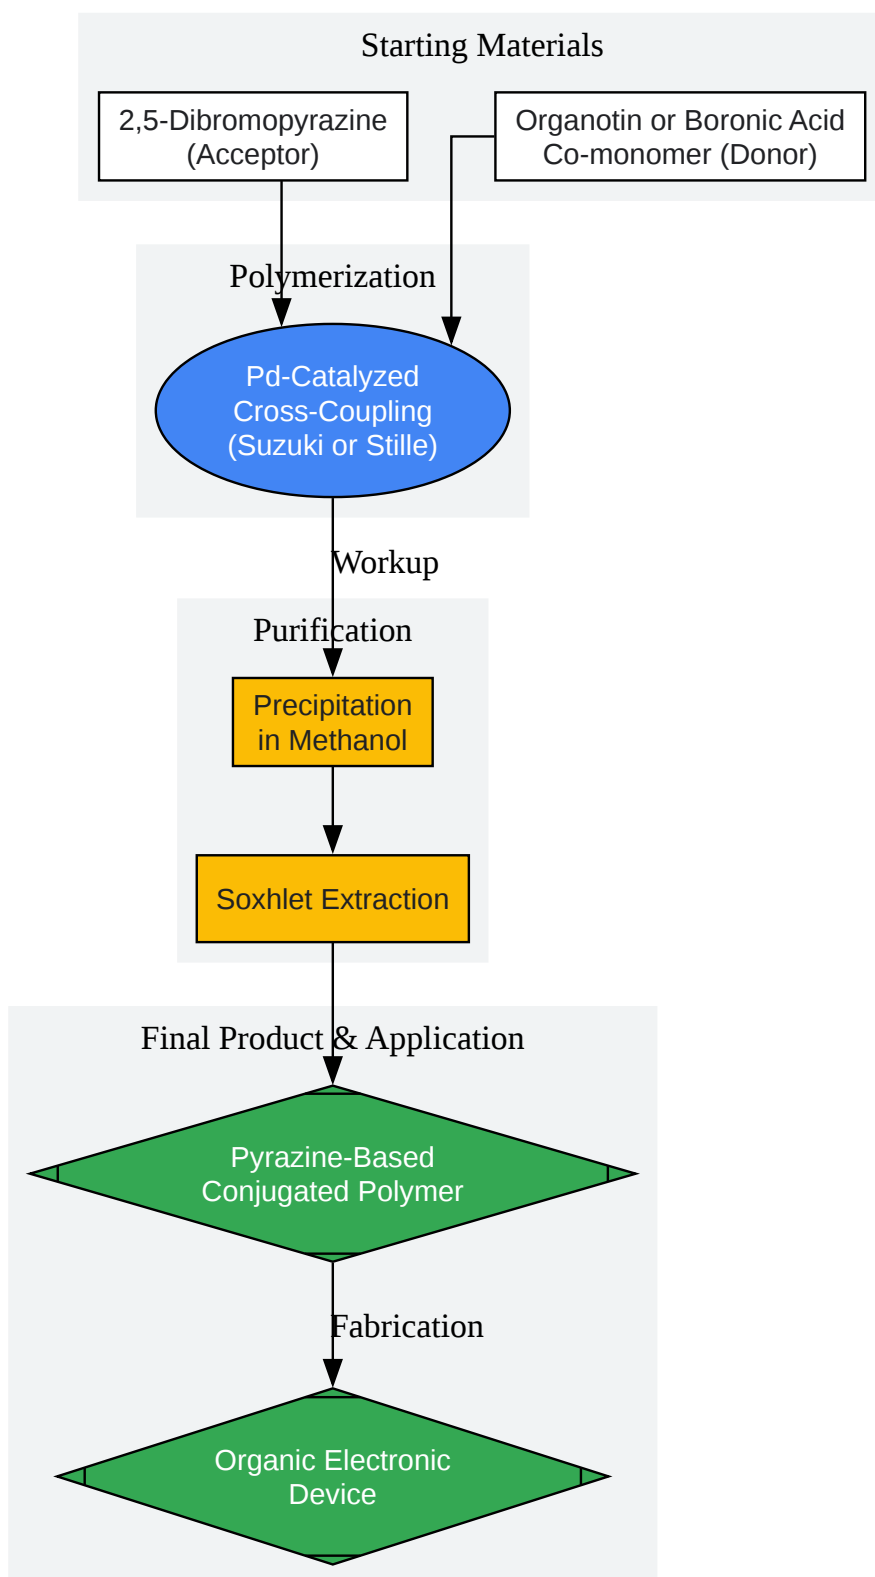 Starting Materials
2,5-Dibromopyrazine
(Acceptor)
Organotin or Boronic Acid
Co-monomer (Donor)
Polymerization
Pd-Catalyzed
Cross-Coupling
(Suzuki or Stille)
Workup
Purification
Precipitation
in Methanol
Soxhlet Extraction
Final Product & Application
Pyrazine-Based
Conjugated Polymer
Fabrication
Organic Electronic
Device